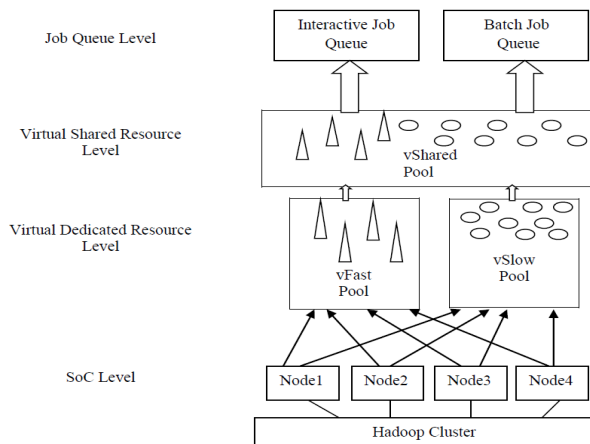 Job Queue Level
Interactive Job
Queue
Batch Job
Queue
Virtual Shared Resource
Level
vShared
Pool
Virtual Dedicated Resource
Level
vFast
Pool
vSlow
Pool
SoC Level
Node1
Node2
Node3
Node4
Hadoop Cluster